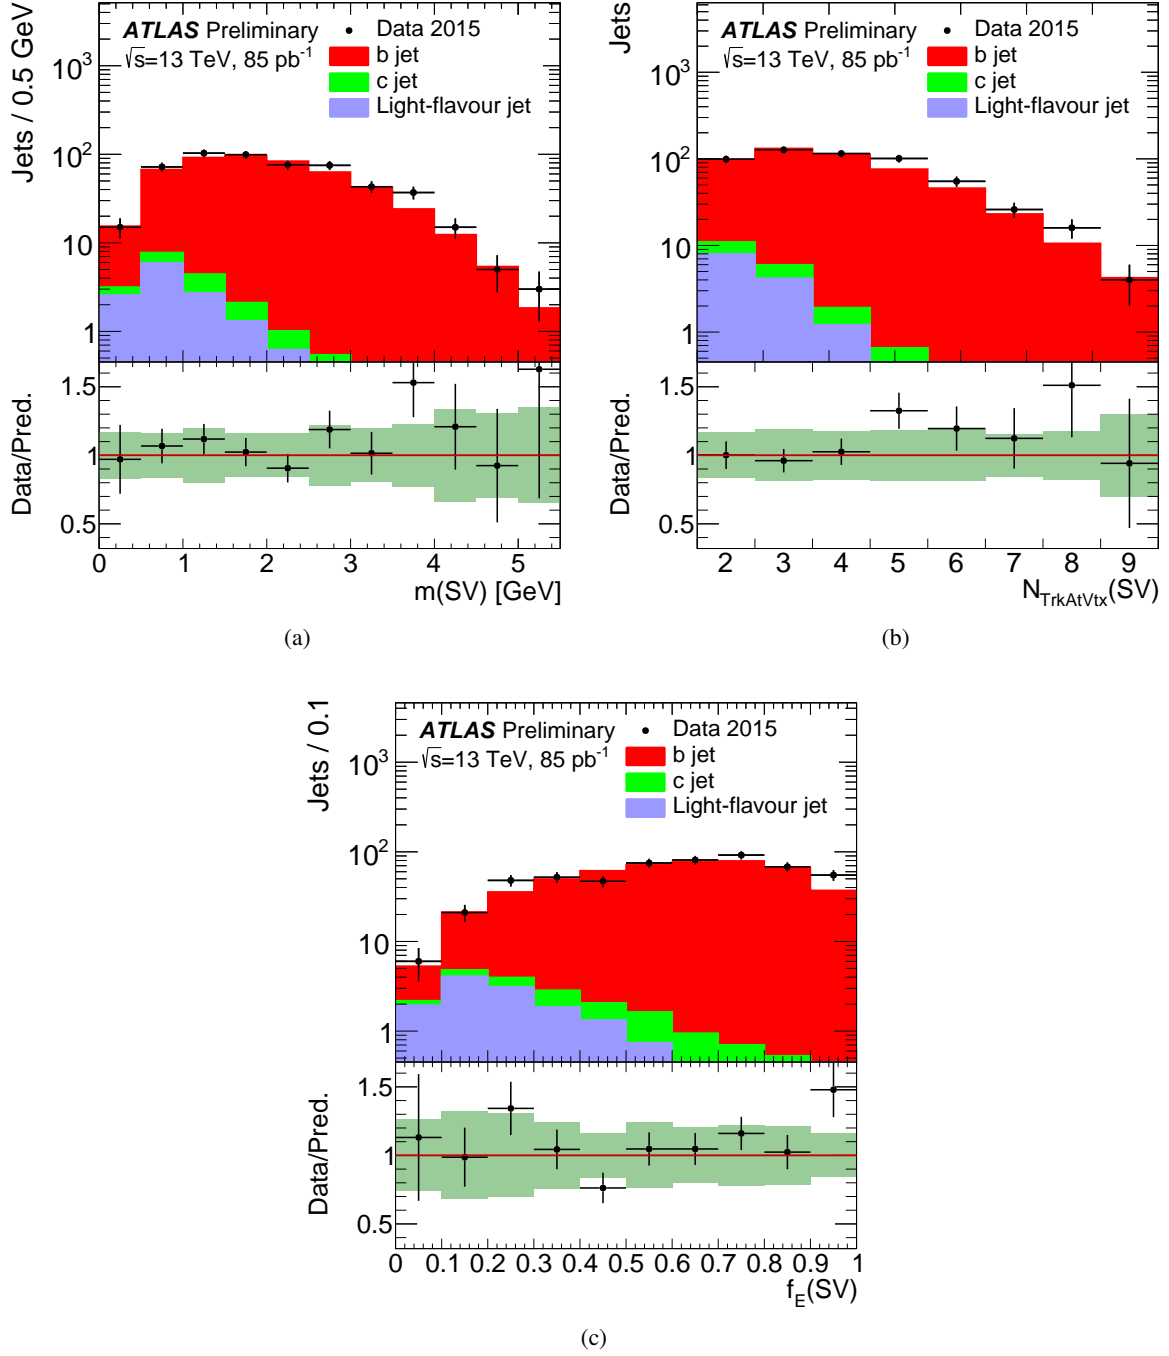 ATLAS Preliminary
√s=13 TeV, 85 pb⁻¹
Data 2015
b jet
c jet
Light-flavour jet
Jets / 0.5 GeV
10³
10²
10
1
Data/Pred.
1.5
1
0.5
0 1 2 3 4 5
m(SV) [GeV]
(a)
ATLAS Preliminary
√s=13 TeV, 85 pb⁻¹
Data 2015
b jet
c jet
Light-flavour jet
Jets
10³
10²
10
1
Data/Pred.
1.5
1
0.5
2 3 4 5 6 7 8 9
N_TrkAtVtx(SV)
(b)
ATLAS Preliminary
√s=13 TeV, 85 pb⁻¹
Data 2015
b jet
c jet
Light-flavour jet
Jets / 0.1
10³
10²
10
1
Data/Pred.
1.5
1
0.5
0 0.1 0.2 0.3 0.4 0.5 0.6 0.7 0.8 0.9 1
f_E(SV)
(c)